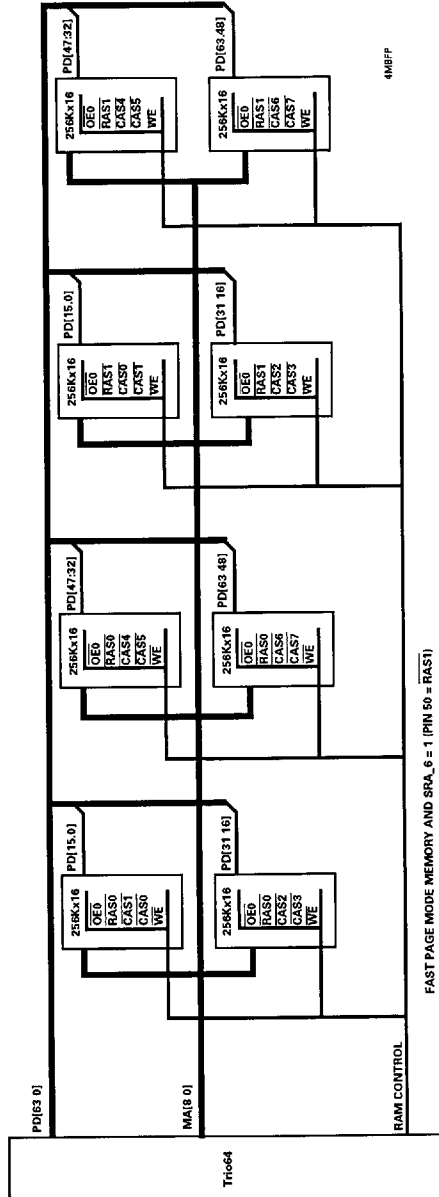 PD[63 0]
PD[15.0]
256Kx16
OE0
RAS0
CAS1
CAS0
WE
PD[47:32]
256Kx16
OE0
RAS0
CAS4
CAS5
WE
PD[15.0]
256Kx16
OE0
RAS1
CAS0
CAS1
WE
PD[47:32]
256Kx16
OE0
RAS1
CAS4
CAS5
WE
Trio64
MA[8 0]
PD[31 16]
256Kx16
OE0
RAS0
CAS2
CAS3
WE
PD[63 48]
256Kx16
OE0
RAS0
CAS6
CAS7
WE
PD[31 16]
256Kx16
OE0
RAS1
CAS2
CAS3
WE
PD[63.48]
256Kx16
OE0
RAS1
CAS6
CAS7
WE
RAM CONTROL
FAST PAGE MODE MEMORY AND SRA_6 = 1 (PIN 50 = RAS1)
4MBFP